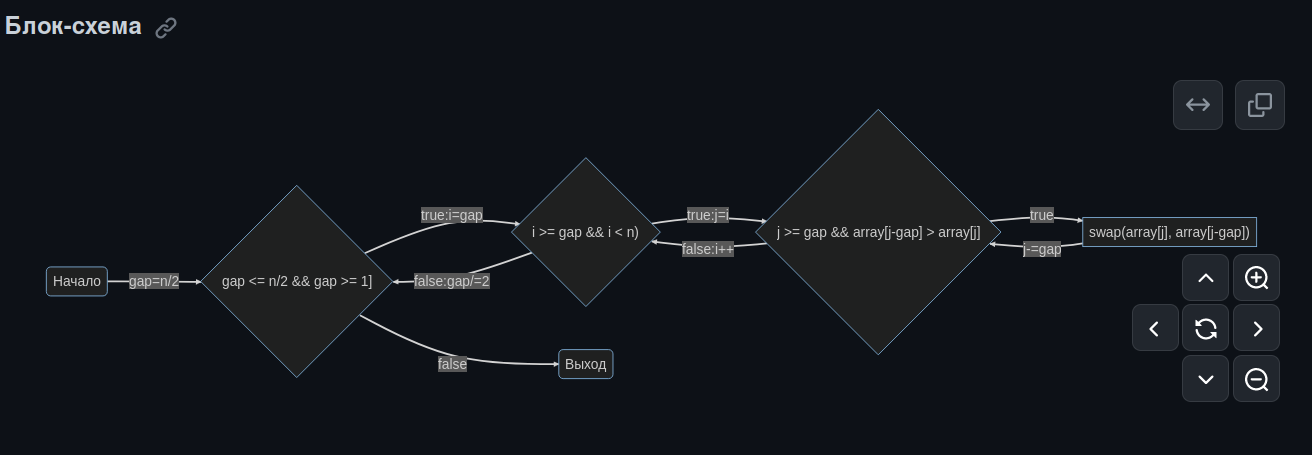 Блок-схема
Начало
gap=n/2
gap <= n/2 && gap >= 1]
true:i=gap
false:gap/=2
false
Выход
i >= gap && i < n)
true:j=i
false:i++
j >= gap && array[j-gap] > array[j]
true
j-=gap
swap(array[j], array[j-gap])